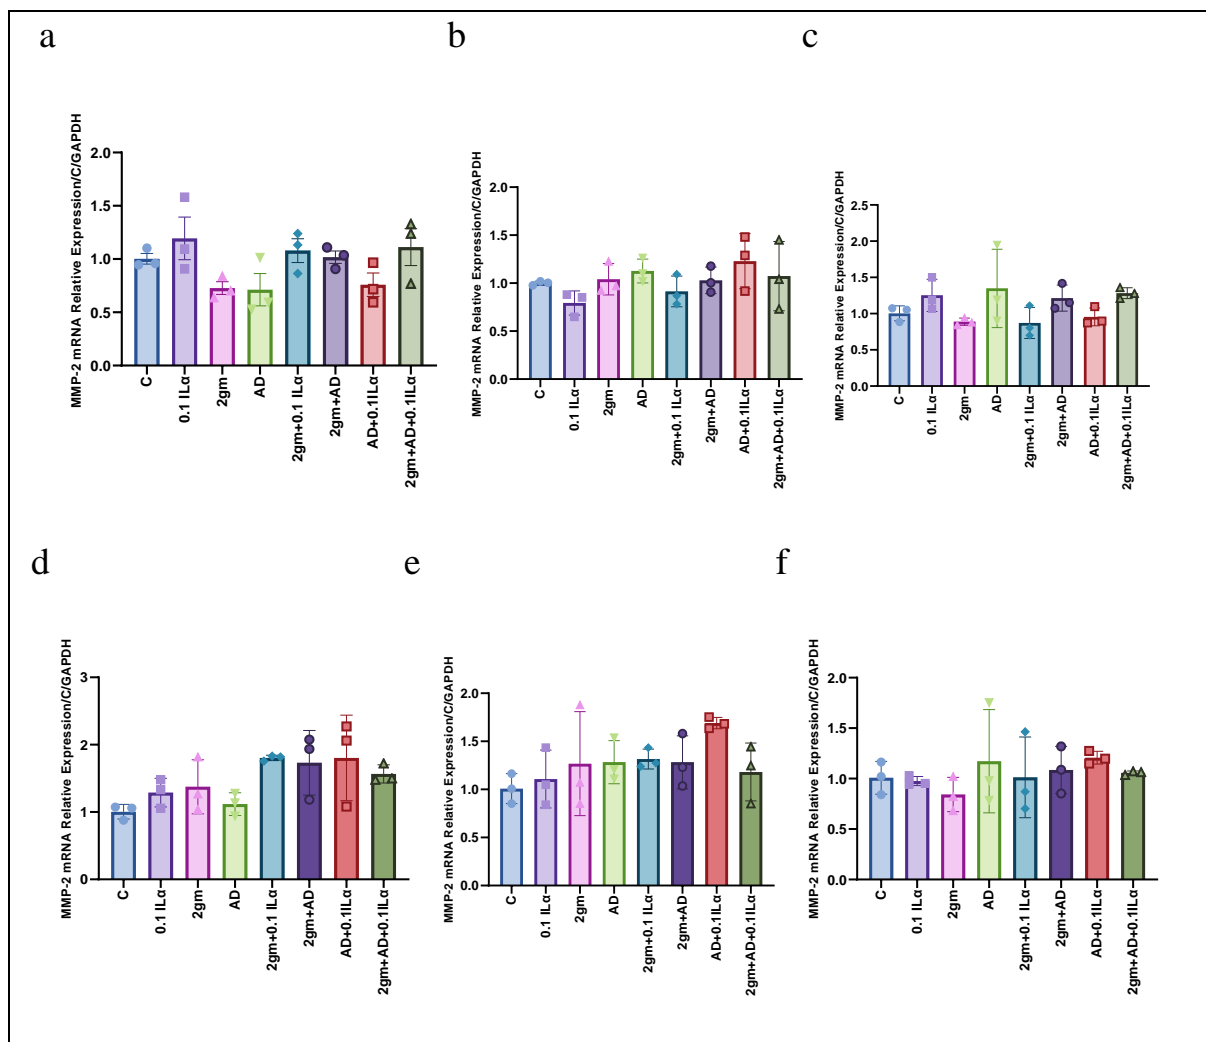 a
MMP-2 mRNA Relative Expression/C/GAPDH
2.0
1.5
1.0
0.5
0.0
C
0.1 ILα
2gm
AD
2gm+0.1 ILα
2gm+AD
AD+0.1ILα
2gm+AD+0.1ILα
b
MMP-2 mRNA Relative Expression/C/GAPDH
2.0
1.5
1.0
0.5
0.0
C
0.1 ILα
2gm
AD
2gm+0.1 ILα
2gm+AD
AD+0.1ILα
2gm+AD+0.1ILα
c
MMP-2 mRNA Relative Expression/C/GAPDH
2.5
2.0
1.5
1.0
0.5
0.0
C
0.1 ILα
2gm
AD
2gm+0.1 ILα
2gm+AD
AD+0.1ILα
2gm+AD+0.1ILα
d
MMP-2 mRNA Relative Expression/C/GAPDH
3
2
1
0
C
0.1 ILα
2gm
AD
2gm+0.1 ILα
2gm+AD
AD+0.1ILα
2gm+AD+0.1ILα
e
MMP-2 mRNA Relative Expression/C/GAPDH
2.0
1.5
1.0
0.5
0.0
C
0.1 ILα
2gm
AD
2gm+0.1 ILα
2gm+AD
AD+0.1ILα
2gm+AD+0.1ILα
f
MMP-2 mRNA Relative Expression/C/GAPDH
2.0
1.5
1.0
0.5
0.0
C
0.1 ILα
2gm
AD
2gm+0.1 ILα
2gm+AD
AD+0.1ILα
2gm+AD+0.1ILα